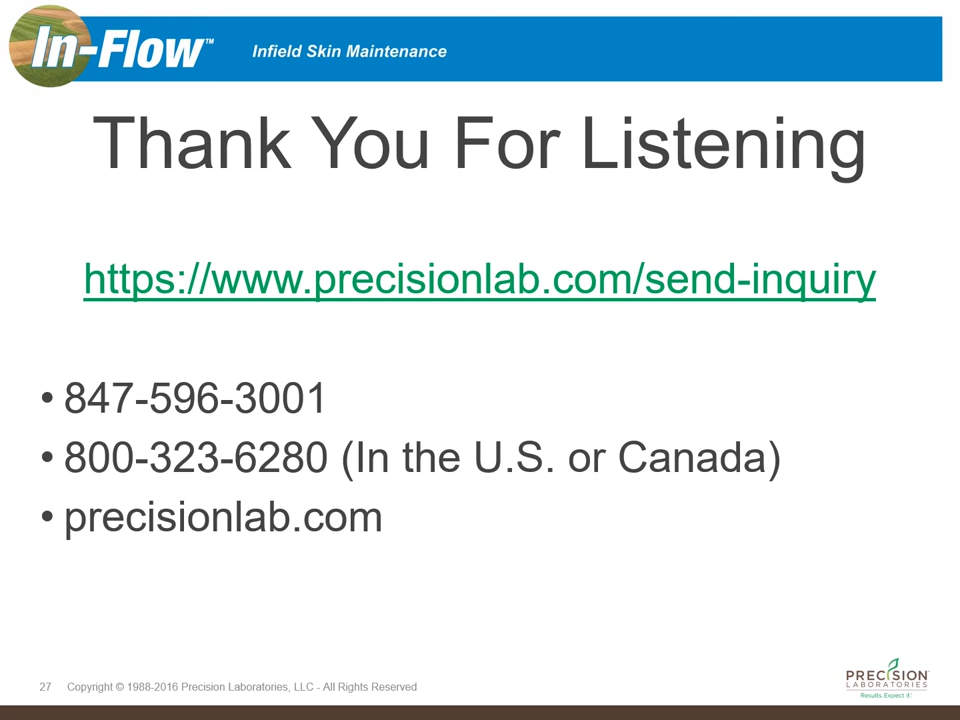 In-Flow™
Infield Skin Maintenance
Thank You For Listening
https://www.precisionlab.com/send-inquiry
• 847-596-3001
• 800-323-6280 (In the U.S. or Canada)
• precisionlab.com
27 Copyright © 1988-2016 Precision Laboratories, LLC - All Rights Reserved
PRECISION™
LABORATORIES
Results. Expect it.